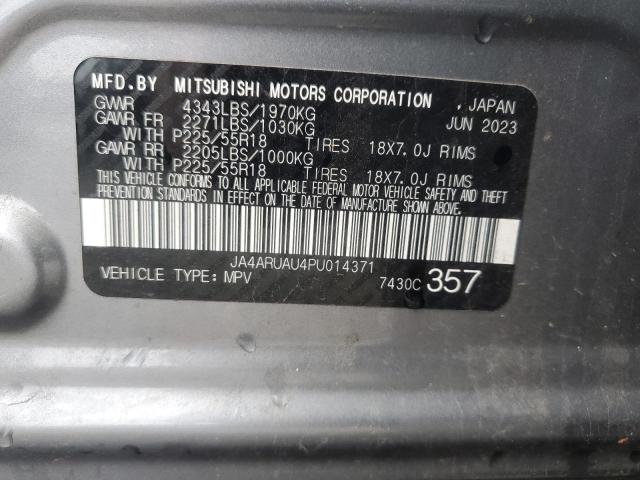 MFD.BY MITSUBISHI MOTORS CORPORATION , JAPAN
GVWR 4343LBS/1970KG JUN 2023
GAWR FR 2271LBS/1030KG
WITH P225/55R18 TIRES 18X7.0J RIMS
GAWR RR 2205LBS/1000KG
WITH P225/55R18 TIRES 18X7.0J RIMS
THIS VEHICLE CONFORMS TO ALL APPLICABLE FEDERAL MOTOR VEHICLE SAFETY AND THEFT
PREVENTION STANDARDS IN EFFECT ON THE DATE OF MANUFACTURE SHOWN ABOVE.
JA4ARUAU4PU014371
VEHICLE TYPE: MPV 7430C 357